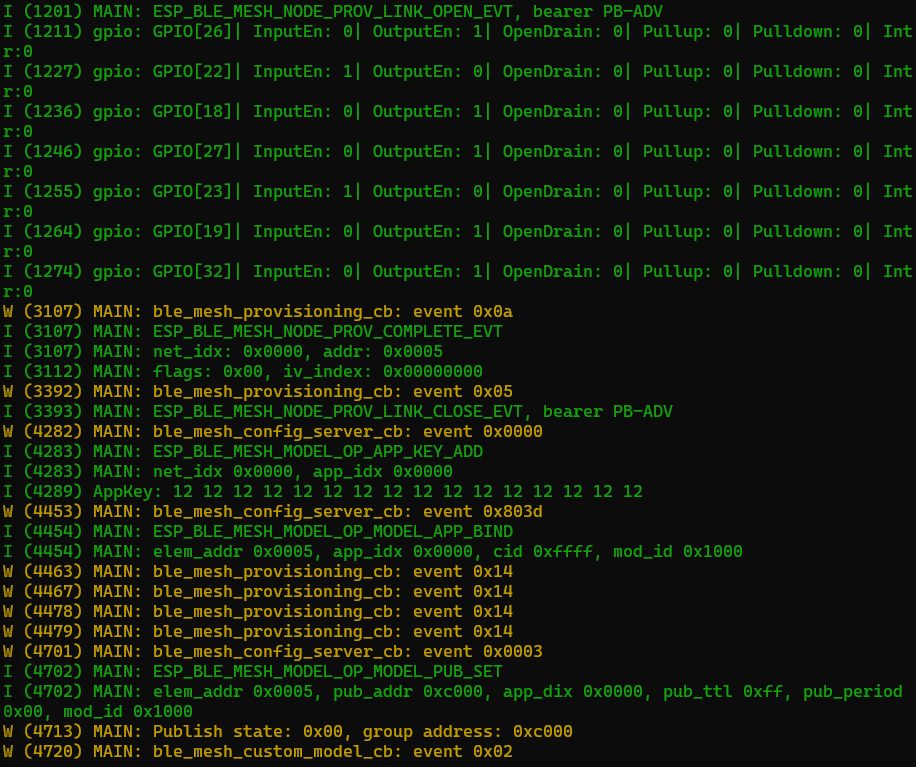 I (1201) MAIN: ESP_BLE_MESH_NODE_PROV_LINK_OPEN_EVT, bearer PB-ADV
I (1211) gpio: GPIO[26]| InputEn: 0| OutputEn: 1| OpenDrain: 0| Pullup: 0| Pulldown: 0| Int
r:0
I (1227) gpio: GPIO[22]| InputEn: 1| OutputEn: 0| OpenDrain: 0| Pullup: 0| Pulldown: 0| Int
r:0
I (1236) gpio: GPIO[18]| InputEn: 0| OutputEn: 1| OpenDrain: 0| Pullup: 0| Pulldown: 0| Int
r:0
I (1246) gpio: GPIO[27]| InputEn: 0| OutputEn: 1| OpenDrain: 0| Pullup: 0| Pulldown: 0| Int
r:0
I (1255) gpio: GPIO[23]| InputEn: 1| OutputEn: 0| OpenDrain: 0| Pullup: 0| Pulldown: 0| Int
r:0
I (1264) gpio: GPIO[19]| InputEn: 0| OutputEn: 1| OpenDrain: 0| Pullup: 0| Pulldown: 0| Int
r:0
I (1274) gpio: GPIO[32]| InputEn: 0| OutputEn: 1| OpenDrain: 0| Pullup: 0| Pulldown: 0| Int
r:0
W (3107) MAIN: ble_mesh_provisioning_cb: event 0x0a
I (3107) MAIN: ESP_BLE_MESH_NODE_PROV_COMPLETE_EVT
I (3107) MAIN: net_idx: 0x0000, addr: 0x0005
I (3112) MAIN: flags: 0x00, iv_index: 0x00000000
W (3392) MAIN: ble_mesh_provisioning_cb: event 0x05
I (3393) MAIN: ESP_BLE_MESH_NODE_PROV_LINK_CLOSE_EVT, bearer PB-ADV
W (4282) MAIN: ble_mesh_config_server_cb: event 0x0000
I (4283) MAIN: ESP_BLE_MESH_MODEL_OP_APP_KEY_ADD
I (4283) MAIN: net_idx 0x0000, app_idx 0x0000
I (4289) AppKey: 12 12 12 12 12 12 12 12 12 12 12 12 12 12 12 12
W (4453) MAIN: ble_mesh_config_server_cb: event 0x803d
I (4454) MAIN: ESP_BLE_MESH_MODEL_OP_MODEL_APP_BIND
I (4454) MAIN: elem_addr 0x0005, app_idx 0x0000, cid 0xffff, mod_id 0x1000
W (4463) MAIN: ble_mesh_provisioning_cb: event 0x14
W (4467) MAIN: ble_mesh_provisioning_cb: event 0x14
W (4478) MAIN: ble_mesh_provisioning_cb: event 0x14
W (4479) MAIN: ble_mesh_provisioning_cb: event 0x14
W (4701) MAIN: ble_mesh_config_server_cb: event 0x0003
I (4702) MAIN: ESP_BLE_MESH_MODEL_OP_MODEL_PUB_SET
I (4702) MAIN: elem_addr 0x0005, pub_addr 0xc000, app_dix 0x0000, pub_ttl 0xff, pub_period
0x00, mod_id 0x1000
W (4713) MAIN: Publish state: 0x00, group address: 0xc000
W (4720) MAIN: ble_mesh_custom_model_cb: event 0x02